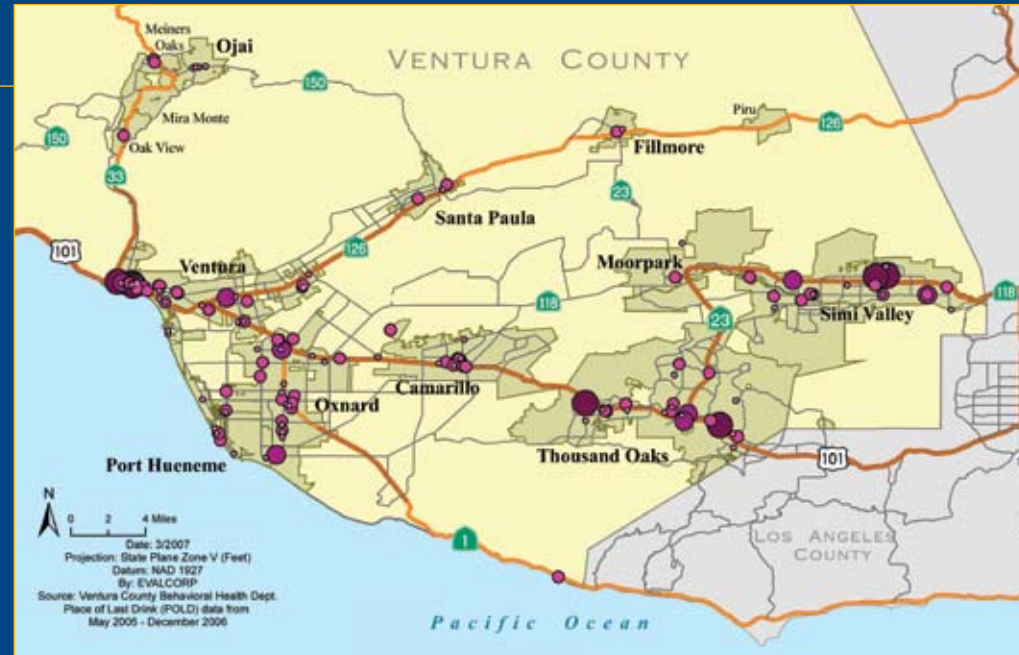 Meiners
Oaks
Ojai
VENTURA COUNTY
150
150
Mira Monte
Piru
126
Oak View
Fillmore
33
23
Santa Paula
101
126
Ventura
Moorpark
118
118
23
Simi Valley
Camarillo
Oxnard
Port Hueneme
Thousand Oaks
101
N
0 2 4 Miles
LOS ANGELES
COUNTY
1
Date: 3/2007
Projection: State Plane Zone V (Feet)
Datum: NAD 1927
By: EVALCORP
Source: Ventura County Behavioral Health Dept.
Place of Last Drink (POLD) data from
May 2005 - December 2006
Pacific Ocean